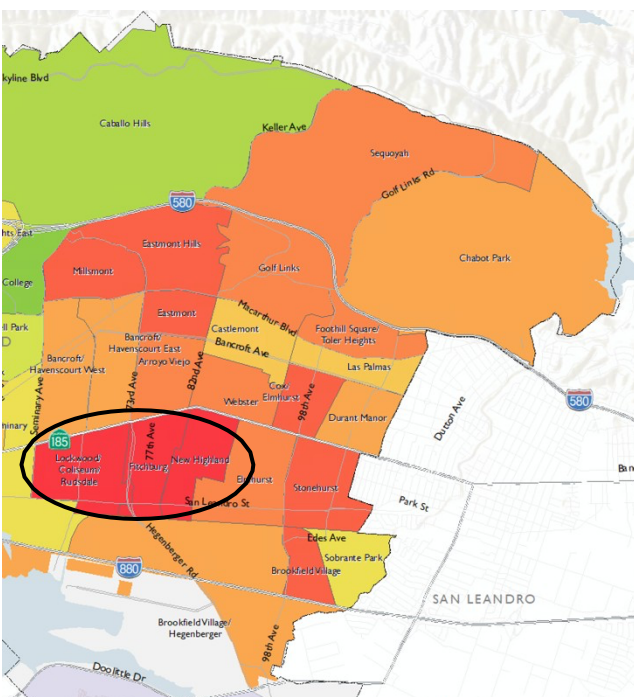 kyline Blvd
Caballo Hills
Keller Ave
Sequoyah
Golf Links Rd
580
hts East
Eastmont Hills
Chabot Park
Millsmont
Golf Links
College
Eastmont
Macarthur Blvd
ll Park
D
Castlemont
Foothill Square/
Toler Heights
Bancroft/
Havenscourt East
Bancroft Ave
Arroyo Viejo
Bancroft/
Havenscourt West
Las Palmas
82nd Ave
73rd Ave
Seminary Ave
Cox/
Elmhurst
98th Ave
Webster
580
minary
Durant Manor
Dutton Ave
185
77th Ave
Lockwood/
Coliseum/
Rudsdale
Fitchburg
New Highland
Ban
Elmhurst
Stonehurst
San Leandro St
Park St
Hegenberger Rd
Edes Ave
Sobrante Park
880
Brookfield Village
SAN LEANDRO
Brookfield Village/
Hegenberger
98th Ave
Doolittle Dr